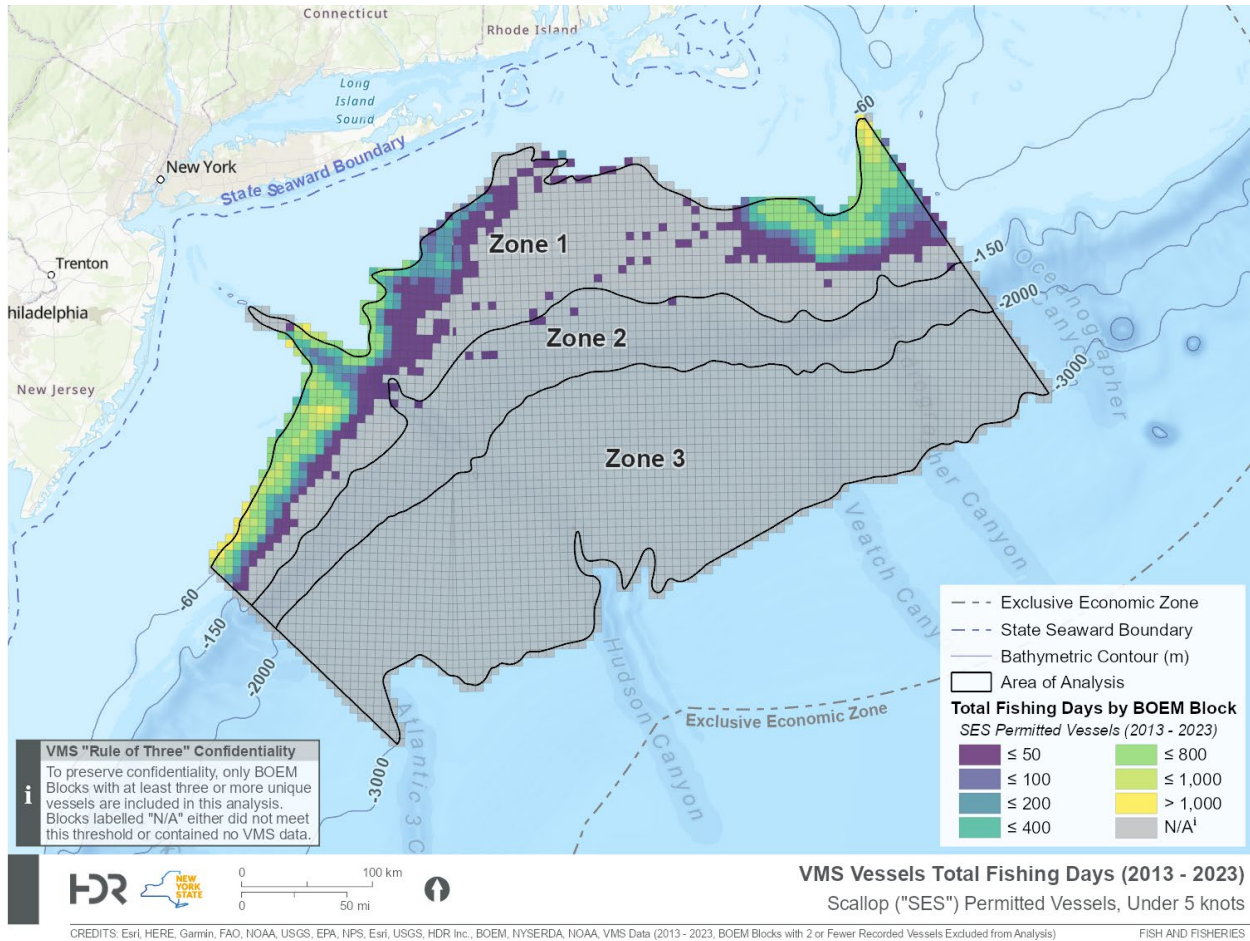 Connecticut
Rhode Island
Long
Island
Sound
New York
State Seaward Boundary
-60
Trenton
hiladelphia
New Jersey
Zone 1
Zone 2
Zone 3
-150
-2000
-3000
Oceanographer
Canyon
her Canyon
Veatch Cany
Hudson Canyon
Atlantic 3 C
Exclusive Economic Zone
-60
-150
-2000
-3000
Exclusive Economic Zone
State Seaward Boundary
Bathymetric Contour (m)
Area of Analysis
Total Fishing Days by BOEM Block
SES Permitted Vessels (2013 - 2023)
≤ 50
≤ 100
≤ 200
≤ 400
≤ 800
≤ 1,000
> 1,000
N/Aⁱ
i
VMS "Rule of Three" Confidentiality
To preserve confidentiality, only BOEM
Blocks with at least three or more unique
vessels are included in this analysis.
Blocks labelled "N/A" either did not meet
this threshold or contained no VMS data.
HDR
NEW
YORK
STATE
0 100 km
0 50 mi
VMS Vessels Total Fishing Days (2013 - 2023)
Scallop ("SES") Permitted Vessels, Under 5 knots
CREDITS: Esri, HERE, Garmin, FAO, NOAA, USGS, EPA, NPS, Esri, USGS, HDR Inc., BOEM, NYSERDA, NOAA, VMS Data (2013 - 2023, BOEM Blocks with 2 or Fewer Recorded Vessels Excluded from Analysis)
FISH AND FISHERIES